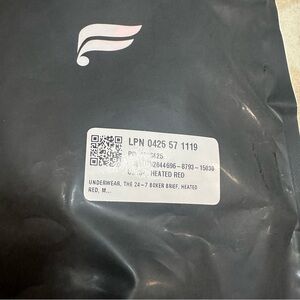 LPN 0425 57 1119
HEATED RED
UNDERWEAR, THE 24-7 BOXER BRIEF, HEATED
RED, M...